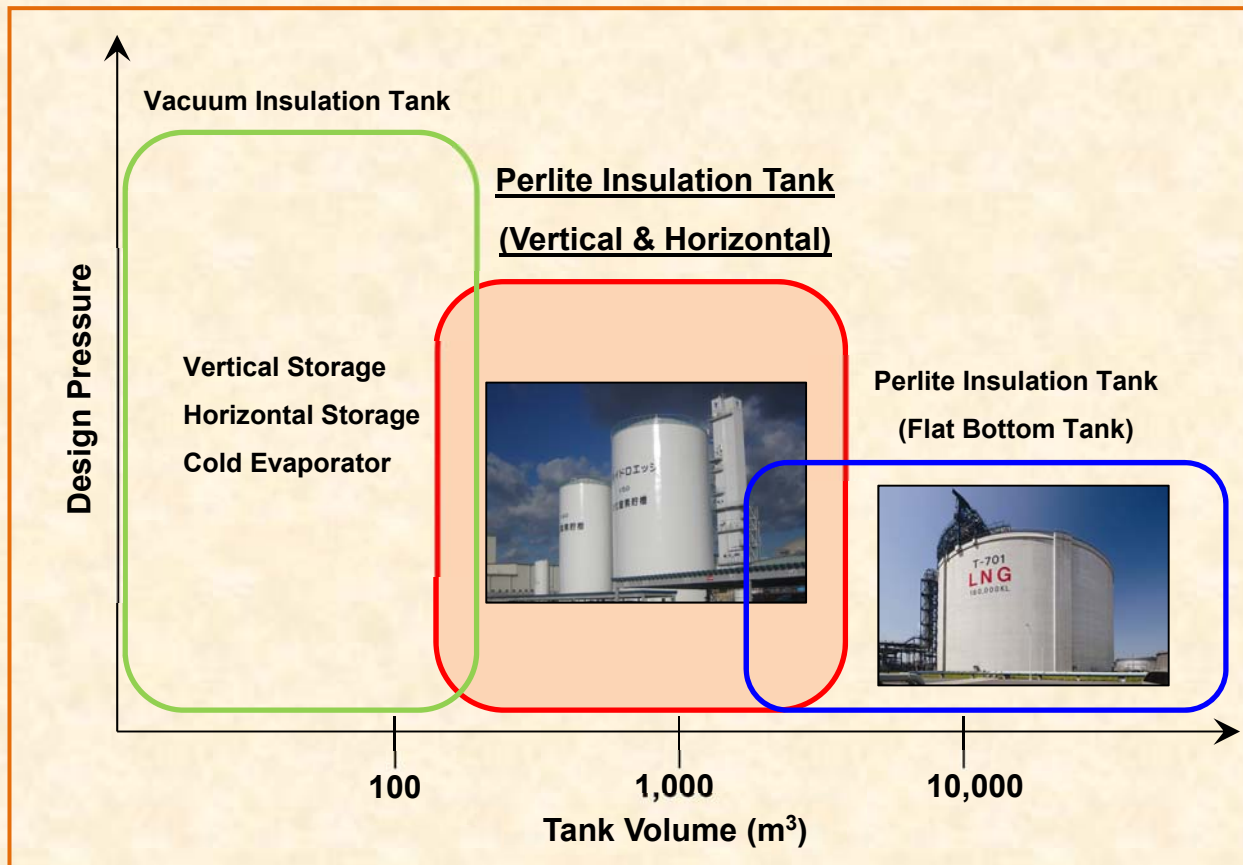 Vacuum Insulation Tank
Perlite Insulation Tank
(Vertical & Horizontal)
Design Pressure
Vertical Storage
Horizontal Storage
Cold Evaporator
Perlite Insulation Tank
(Flat Bottom Tank)
T-701
LNG
160,000KL
100
1,000
10,000
Tank Volume (m³)